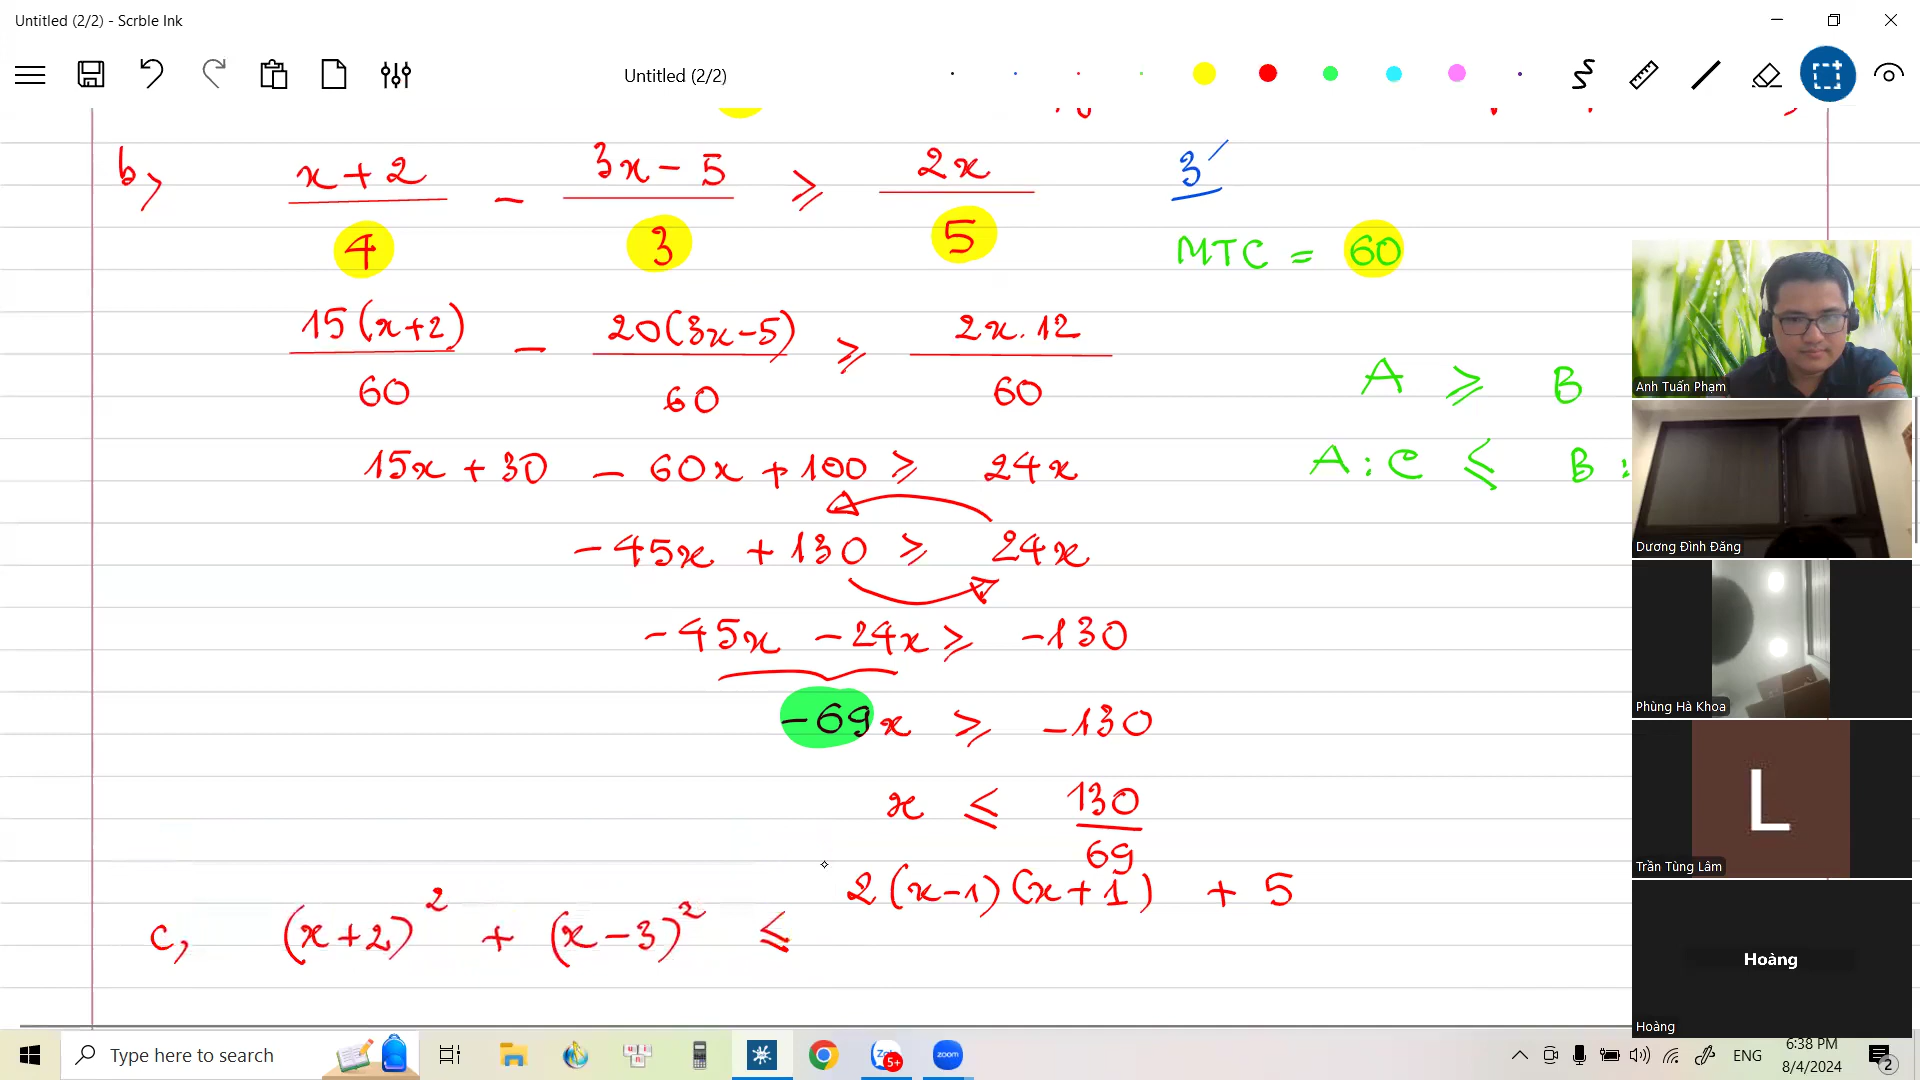 Untitled (2/2) - Scrble Ink
Untitled (2/2)
b, (x+2)/4 - (3x-5)/3 ≥ 2x/5
3
MTC = 60
15(x+2)/60 - 20(3x-5)/60 ≥ 2x.12/60
A ≥ B
15x + 30 - 60x + 100 ≥ 24x
A : C ≤ B :
-45x + 130 ≥ 24x
-45x - 24x ≥ -130
-69x ≥ -130
x ≤ 130/69
c, (x+2)² + (x-3)² ≤ 2(x-1)(x+1) + 5
Anh Tuấn Phạm
Dương Đình Đăng
Phùng Hà Khoa
L
Trần Tùng Lâm
Hoàng
Hoàng
Type here to search
5+
zoom
ENG
6:38 PM
8/4/2024
2